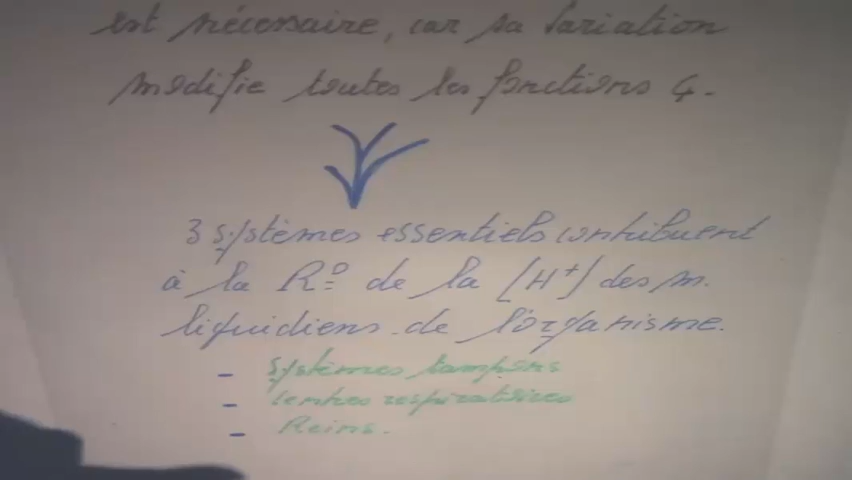 est nécessaire, car sa variation
modifie toutes les fonctions 4.
3 systèmes essentiels contribuent
à la R° de la [H+] des m.
liquidiens de l'organisme.
- Systèmes tampons
- Centres respiratoires
- Reins.